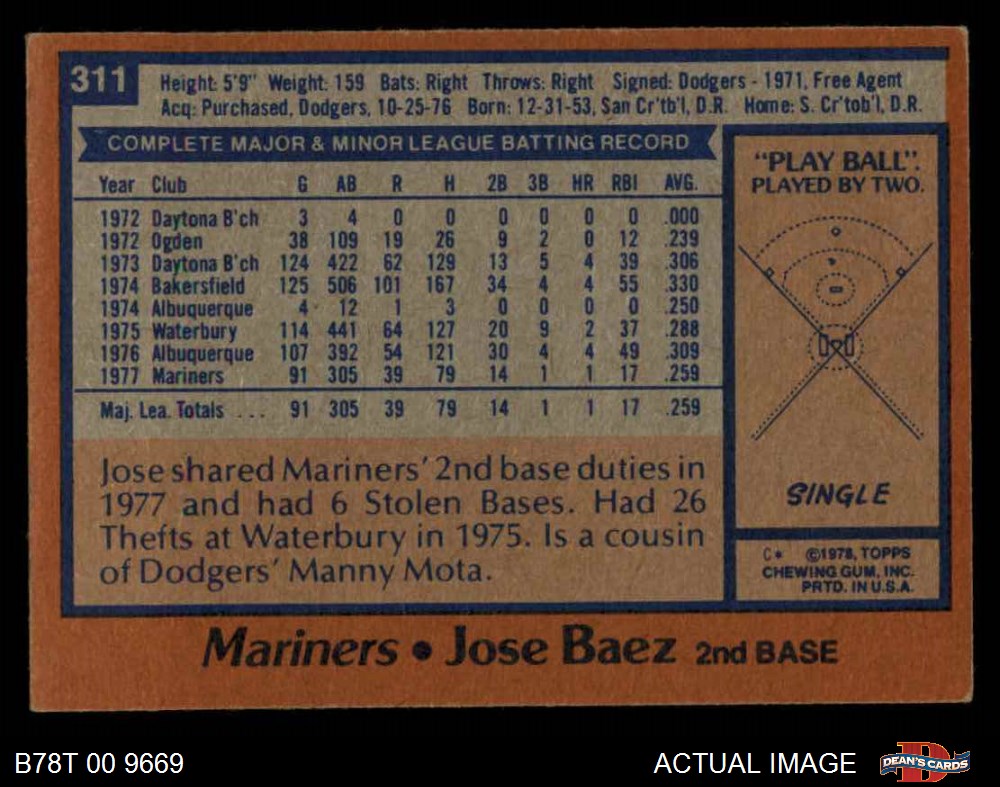 311
Height: 5'9" Weight: 159 Bats: Right Throws: Right Signed: Dodgers - 1971, Free Agent
Acq: Purchased, Dodgers, 10-25-76 Born: 12-31-53, San Cr'tb'l, D.R. Home: S. Cr'tob'l, D.R.
COMPLETE MAJOR & MINOR LEAGUE BATTING RECORD
Year Club G AB R H 2B 3B HR RBI AVG.
1972 Daytona B'ch 3 4 0 0 0 0 0 0 .000
1972 Ogden 38 109 19 26 9 2 0 12 .239
1973 Daytona B'ch 124 422 62 129 13 5 4 39 .306
1974 Bakersfield 125 506 101 167 34 4 4 55 .330
1974 Albuquerque 4 12 1 3 0 0 0 0 .250
1975 Waterbury 114 441 64 127 20 9 2 37 .288
1976 Albuquerque 107 392 54 121 30 4 4 49 .309
1977 Mariners 91 305 39 79 14 1 1 17 .259
Maj. Lea. Totals ... 91 305 39 79 14 1 1 17 .259
Jose shared Mariners' 2nd base duties in
1977 and had 6 Stolen Bases. Had 26
Thefts at Waterbury in 1975. Is a cousin
of Dodgers' Manny Mota.
"PLAY BALL".
PLAYED BY TWO.
SINGLE
C* ©1978, TOPPS
CHEWING GUM, INC.
PRTD. IN U.S.A.
Mariners • Jose Baez 2nd BASE
B78T 00 9669
ACTUAL IMAGE
DEAN'S CARDS